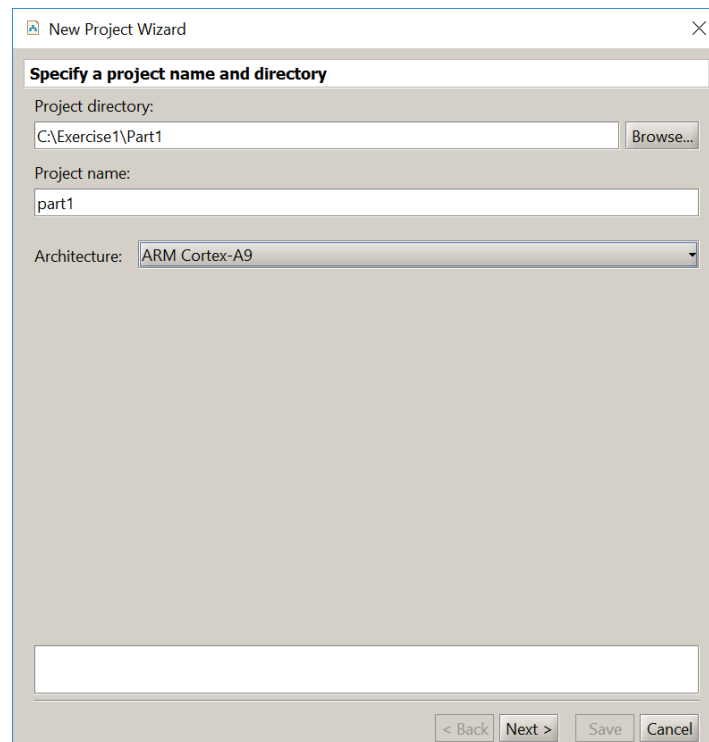 New Project Wizard
Specify a project name and directory
Project directory:
C:\Exercise1\Part1
Browse...
Project name:
part1
Architecture: ARM Cortex-A9
< Back Next > Save Cancel